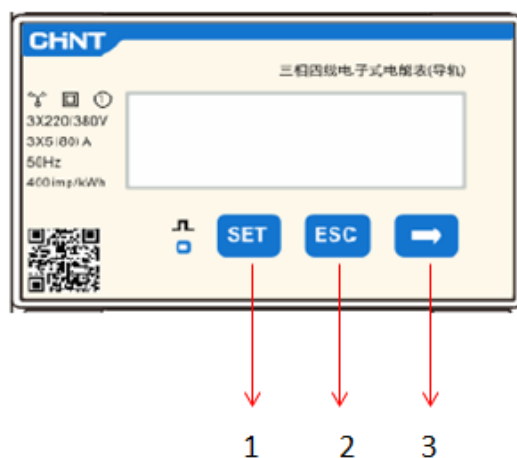 CHNT
三相四线电子式电能表(导轨)
3X220/380V
3X5(80)A
50Hz
400imp/kWh
SET
ESC
1
2
3